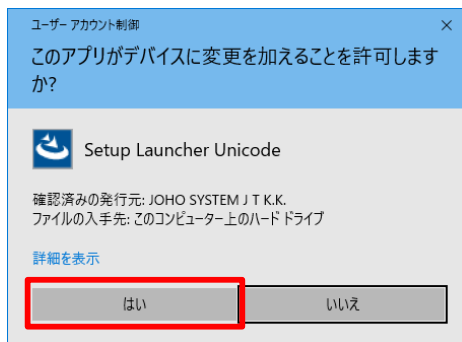 ユーザー アカウント制御
このアプリがデバイスに変更を加えることを許可します
か?
Setup Launcher Unicode
確認済みの発行元: JOHO SYSTEM J T K.K.
ファイルの入手先: このコンピューター上のハード ドライブ
詳細を表示
はい
いいえ